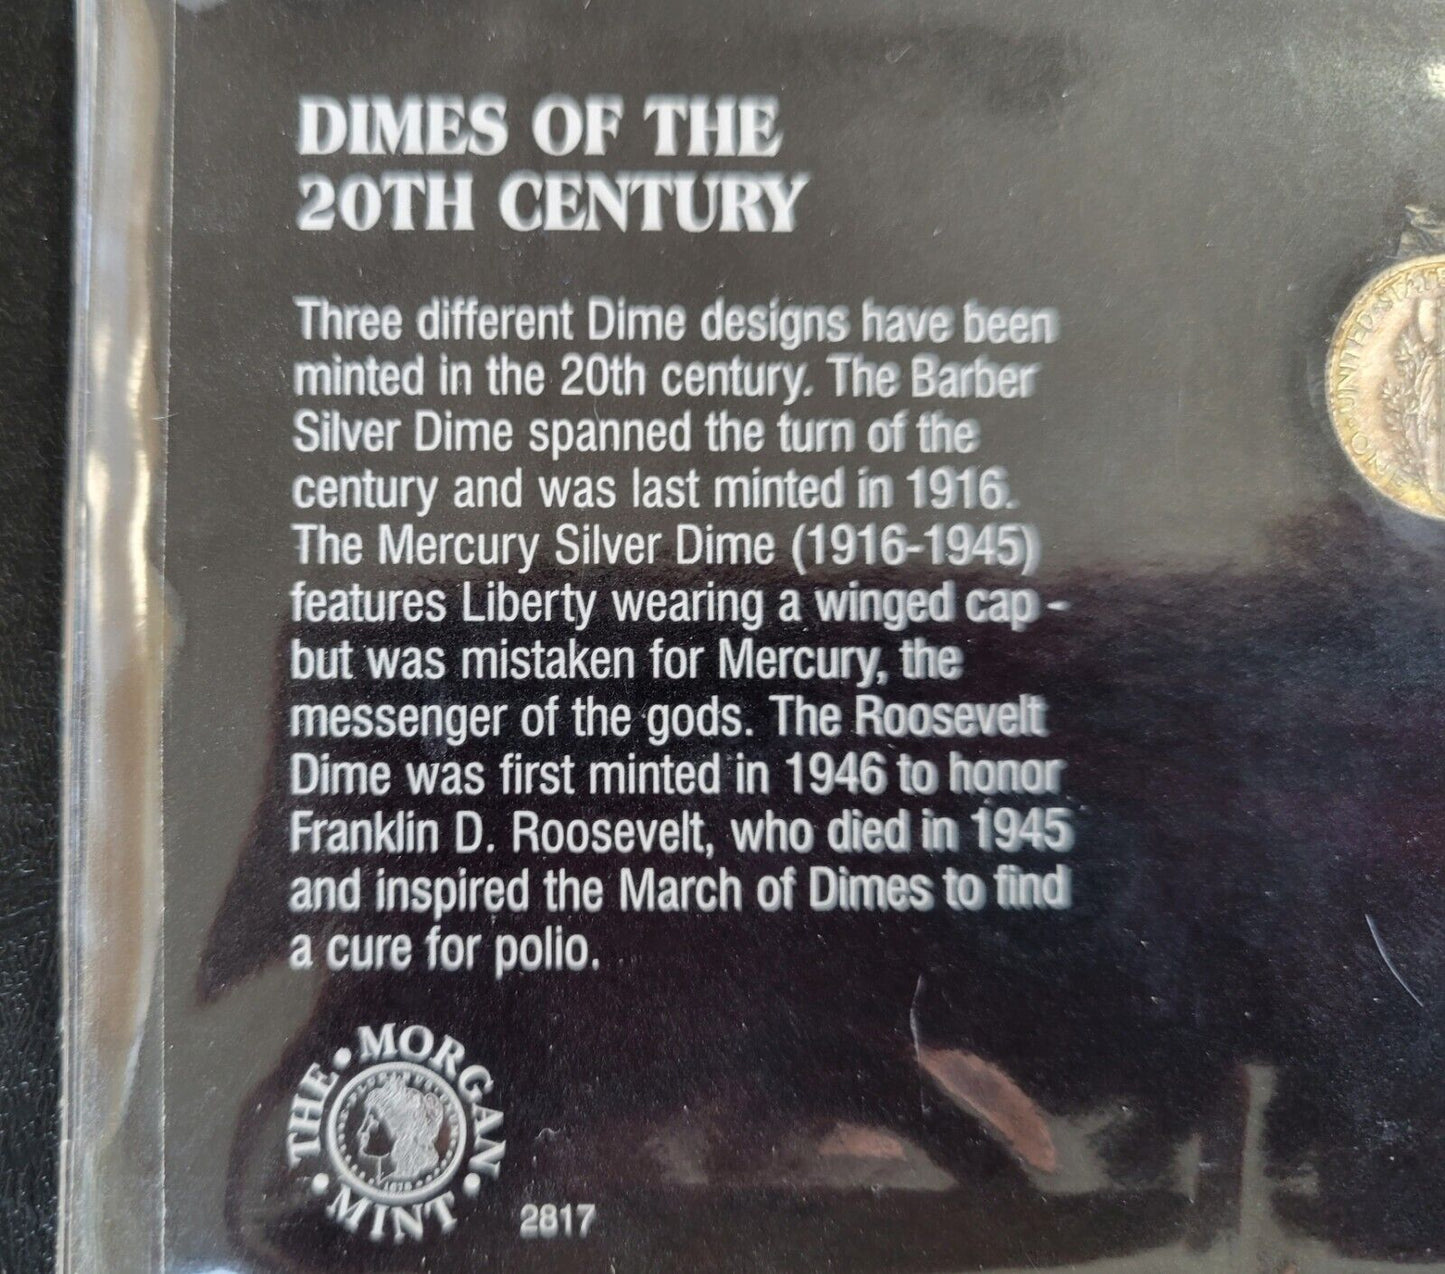 DIMES OF THE
20TH CENTURY
Three different Dime designs have been
minted in the 20th century. The Barber
Silver Dime spanned the turn of the
century and was last minted in 1916.
The Mercury Silver Dime (1916-1945)
features Liberty wearing a winged cap -
but was mistaken for Mercury, the
messenger of the gods. The Roosevelt
Dime was first minted in 1946 to honor
Franklin D. Roosevelt, who died in 1945
and inspired the March of Dimes to find
a cure for polio.
THE • MORGAN • MINT •
2817
UNITED STATE